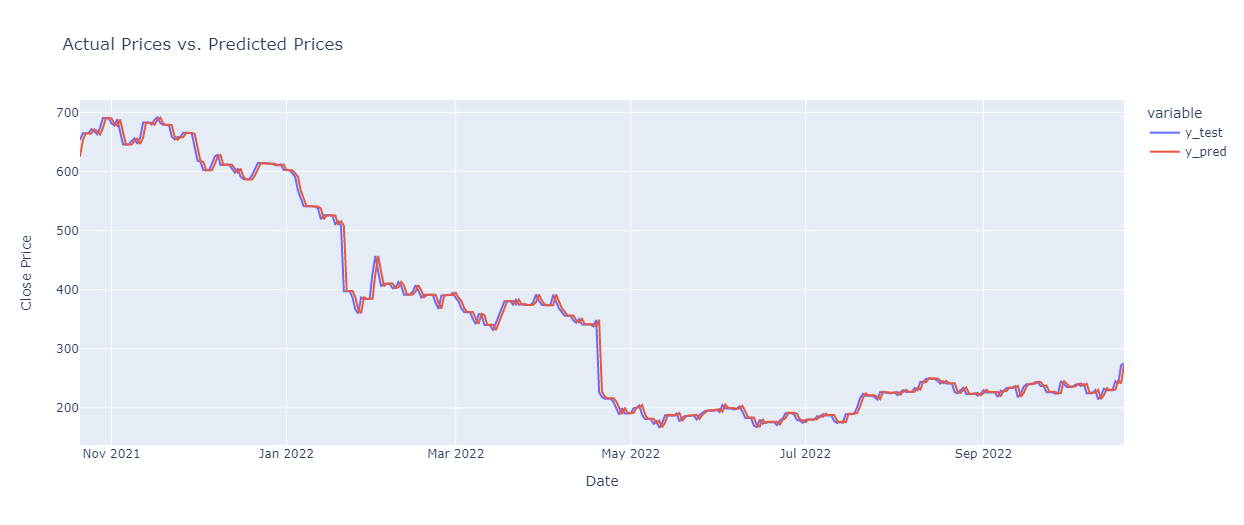 Actual Prices vs. Predicted Prices
variable
y_test
y_pred
700
600
500
400
300
200
Close Price
Nov 2021
Jan 2022
Mar 2022
May 2022
Jul 2022
Sep 2022
Date